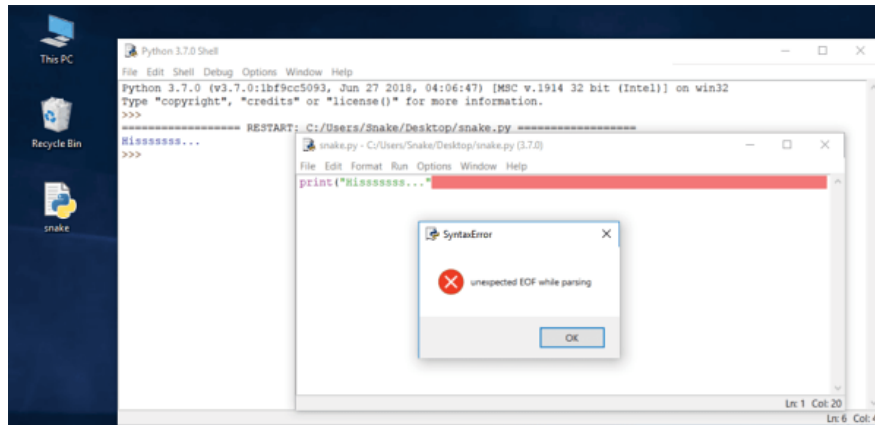 This PC
Recycle Bin
snake
Python 3.7.0 Shell
File Edit Shell Debug Options Window Help
Python 3.7.0 (v3.7.0:1bf9cc5093, Jun 27 2018, 04:06:47) [MSC v.1914 32 bit (Intel)] on win32
Type "copyright", "credits" or "license()" for more information.
>>>
================== RESTART: C:/Users/Snake/Desktop/snake.py ==================
Hisssssss...
>>>
snake.py - C:/Users/Snake/Desktop/snake.py (3.7.0)
File Edit Format Run Options Window Help
print("Hisssssss..."
SyntaxError
unexpected EOF while parsing
OK
Ln: 1 Col: 20
Ln: 6 Col: 4